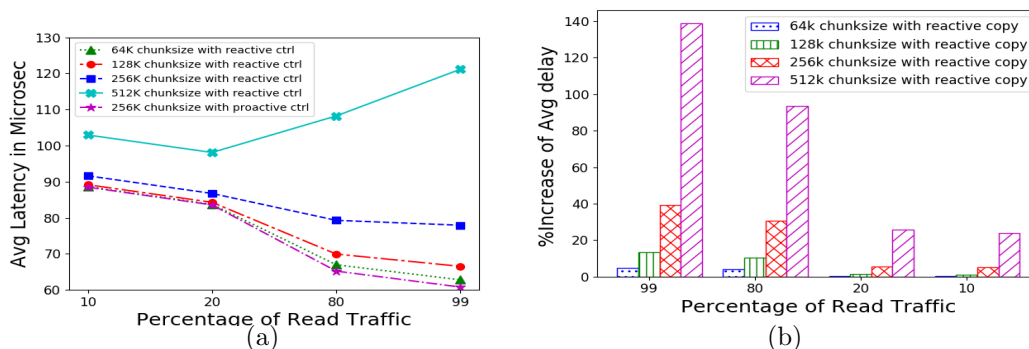 130
120
110
100
90
80
70
60
Avg Latency in Microsec
64K chunksize with reactive ctrl
128K chunksize with reactive ctrl
256K chunksize with reactive ctrl
512K chunksize with reactive ctrl
256K chunksize with proactive ctrl
10 20 80 99
Percentage of Read Traffic
(a)
140
120
100
80
60
40
20
0
%Increase of Avg delay
64k chunksize with reactive copy
128k chunksize with reactive copy
256k chunksize with reactive copy
512k chunksize with reactive copy
99 80 20 10
Percentage of Read Traffic
(b)